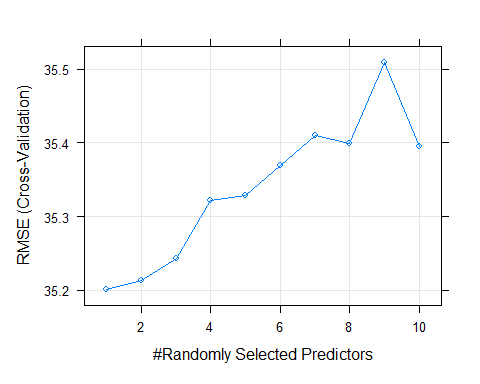 35.5
35.4
35.3
35.2
RMSE (Cross-Validation)
2 4 6 8 10
#Randomly Selected Predictors